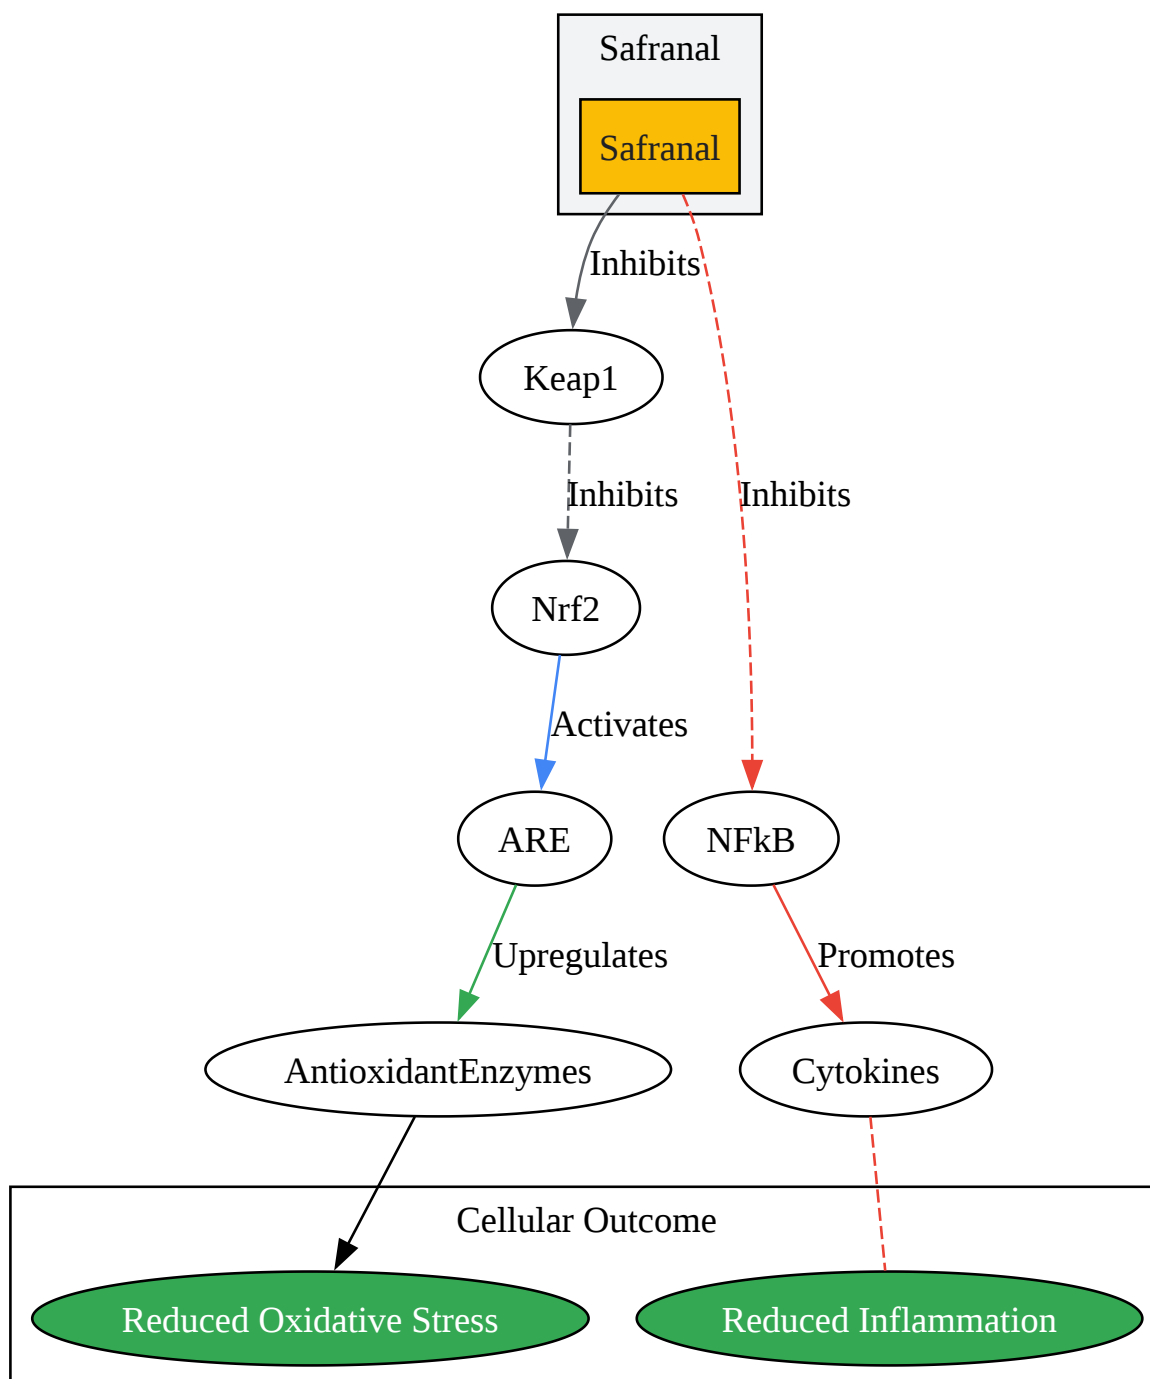 Safranal
Safranal
Inhibits
Keap1
Inhibits
Inhibits
Nrf2
Activates
ARE
NFkB
Upregulates
Promotes
AntioxidantEnzymes
Cytokines
Cellular Outcome
Reduced Oxidative Stress
Reduced Inflammation